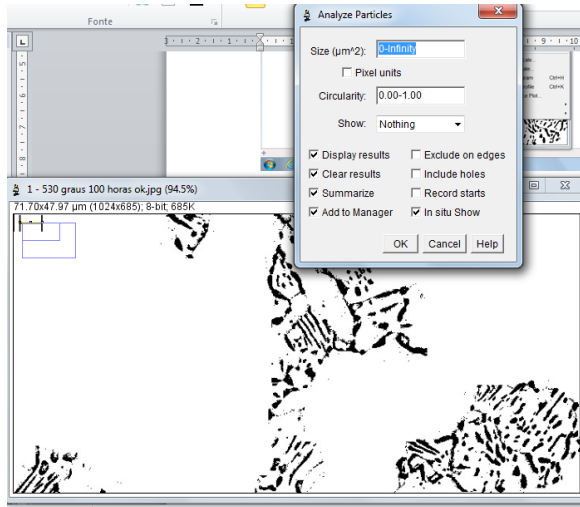 Fonte
L
Analyze Particles
Size (µm^2): 0-Infinity
Pixel units
Circularity: 0.00-1.00
Show: Nothing
Display results
Exclude on edges
Clear results
Include holes
Summarize
Record starts
Add to Manager
In situ Show
OK Cancel Help
Ctrl+H
Ctrl+K
1 - 530 graus 100 horas ok.jpg (94.5%)
71.70x47.97 µm (1024x685); 8-bit; 685K